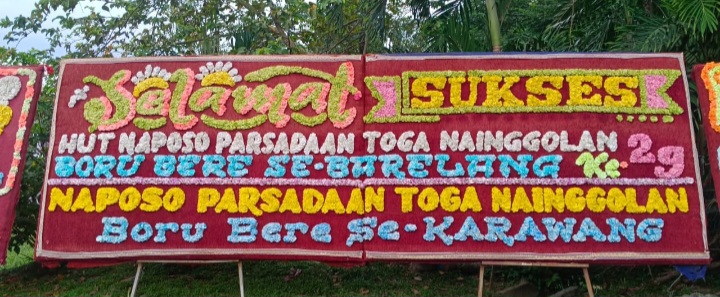 Selamat SUKSES
HUT NAPOSO PARSADAAN TOGA NAINGGOLAN
BORU BERE SE-BARELANG Ke-29
NAPOSO PARSADAAN TOGA NAINGGOLAN
Boru Bere Se-KARAWANG